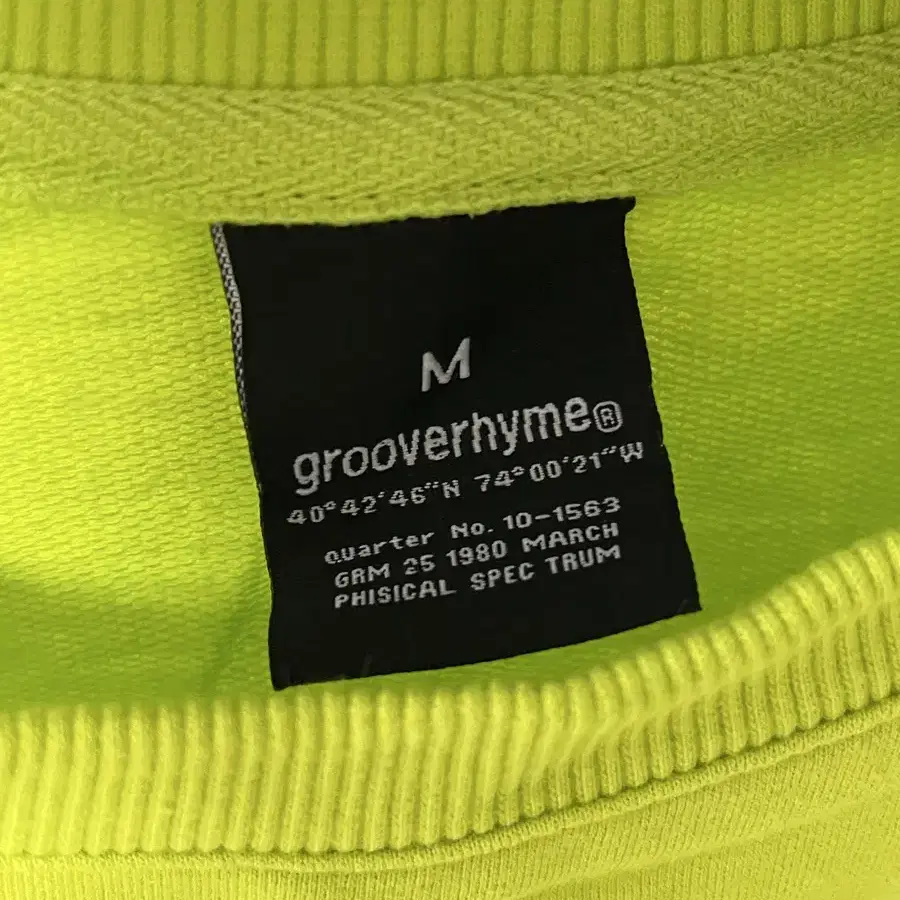 M
grooverhyme®
40°42'46"N 74°00'21"W
quarter No. 10-1563
GRM 25 1980 MARCH
PHISICAL SPEC TRUM